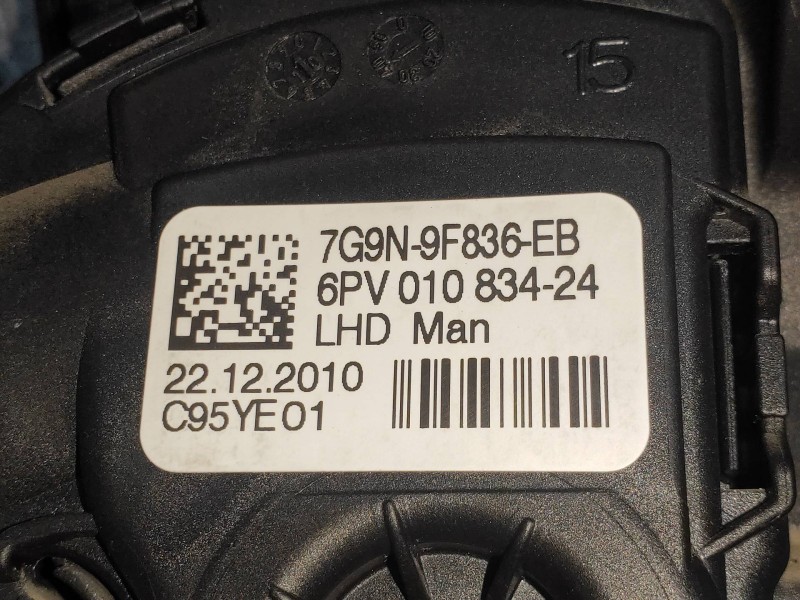 15
7G9N-9F836-EB
6PV 010 834-24
LHD Man
22.12.2010
C95YE01